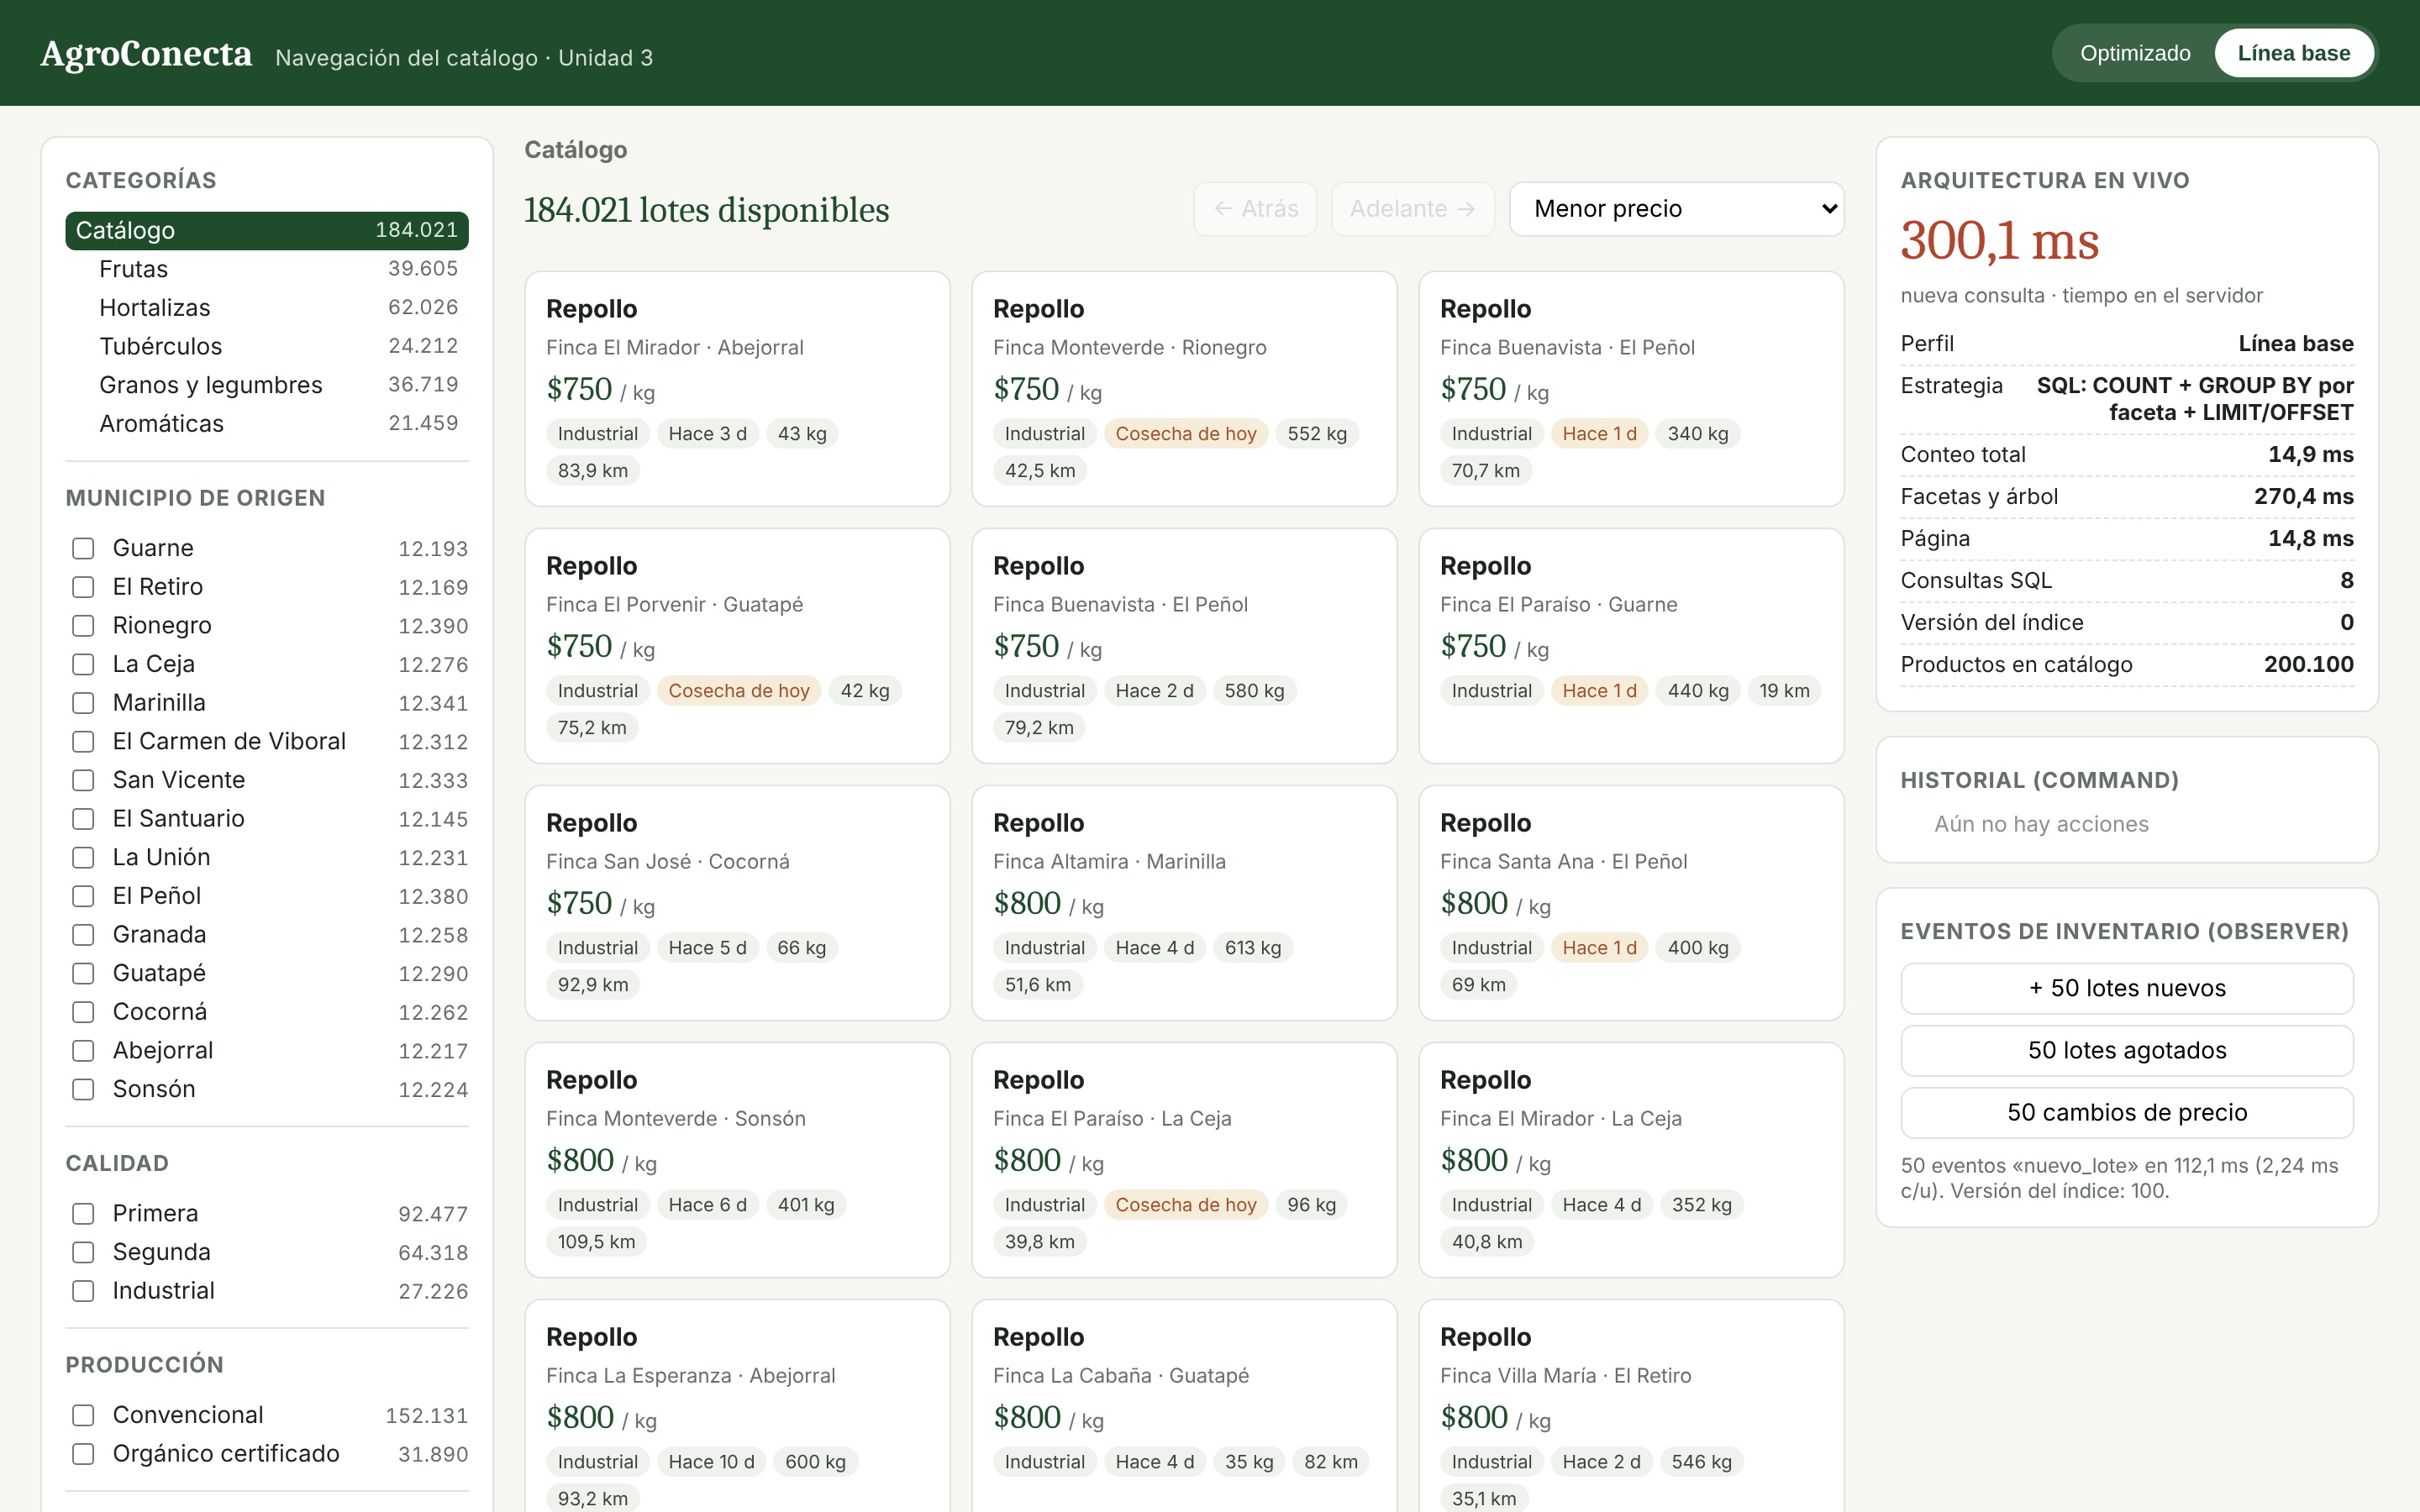 AgroConecta Navegación del catálogo · Unidad 3
Optimizado Línea base
CATEGORÍAS
Catálogo 184.021
Frutas 39.605
Hortalizas 62.026
Tubérculos 24.212
Granos y legumbres 36.719
Aromáticas 21.459
MUNICIPIO DE ORIGEN
Guarne 12.193
El Retiro 12.169
Rionegro 12.390
La Ceja 12.276
Marinilla 12.341
El Carmen de Viboral 12.312
San Vicente 12.333
El Santuario 12.145
La Unión 12.231
El Peñol 12.380
Granada 12.258
Guatapé 12.290
Cocorná 12.262
Abejorral 12.217
Sonsón 12.224
CALIDAD
Primera 92.477
Segunda 64.318
Industrial 27.226
PRODUCCIÓN
Convencional 152.131
Orgánico certificado 31.890
Catálogo
184.021 lotes disponibles
← Atrás Adelante → Menor precio
Repollo
Finca El Mirador · Abejorral
$750 / kg
Industrial Hace 3 d 43 kg
83,9 km
Repollo
Finca Monteverde · Rionegro
$750 / kg
Industrial Cosecha de hoy 552 kg
42,5 km
Repollo
Finca Buenavista · El Peñol
$750 / kg
Industrial Hace 1 d 340 kg
70,7 km
Repollo
Finca El Porvenir · Guatapé
$750 / kg
Industrial Cosecha de hoy 42 kg
75,2 km
Repollo
Finca Buenavista · El Peñol
$750 / kg
Industrial Hace 2 d 580 kg
79,2 km
Repollo
Finca El Paraíso · Guarne
$750 / kg
Industrial Hace 1 d 440 kg 19 km
Repollo
Finca San José · Cocorná
$750 / kg
Industrial Hace 5 d 66 kg
92,9 km
Repollo
Finca Altamira · Marinilla
$800 / kg
Industrial Hace 4 d 613 kg
51,6 km
Repollo
Finca Santa Ana · El Peñol
$800 / kg
Industrial Hace 1 d 400 kg
69 km
Repollo
Finca Monteverde · Sonsón
$800 / kg
Industrial Hace 6 d 401 kg
109,5 km
Repollo
Finca El Paraíso · La Ceja
$800 / kg
Industrial Cosecha de hoy 96 kg
39,8 km
Repollo
Finca El Mirador · La Ceja
$800 / kg
Industrial Hace 4 d 352 kg
40,8 km
Repollo
Finca La Esperanza · Abejorral
$800 / kg
Industrial Hace 10 d 600 kg
93,2 km
Repollo
Finca La Cabaña · Guatapé
$800 / kg
Industrial Hace 4 d 35 kg 82 km
Repollo
Finca Villa María · El Retiro
$800 / kg
Industrial Hace 2 d 546 kg
35,1 km
ARQUITECTURA EN VIVO
300,1 ms
nueva consulta · tiempo en el servidor
Perfil Línea base
Estrategia SQL: COUNT + GROUP BY por
faceta + LIMIT/OFFSET
Conteo total 14,9 ms
Facetas y árbol 270,4 ms
Página 14,8 ms
Consultas SQL 8
Versión del índice 0
Productos en catálogo 200.100
HISTORIAL (COMMAND)
Aún no hay acciones
EVENTOS DE INVENTARIO (OBSERVER)
+ 50 lotes nuevos
50 lotes agotados
50 cambios de precio
50 eventos «nuevo_lote» en 112,1 ms (2,24 ms
c/u). Versión del índice: 100.